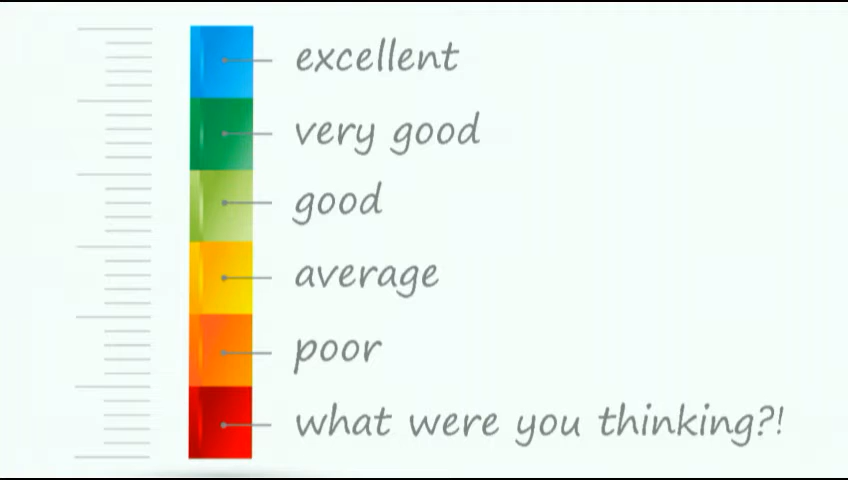 excellent
very good
good
average
poor
what were you thinking?!